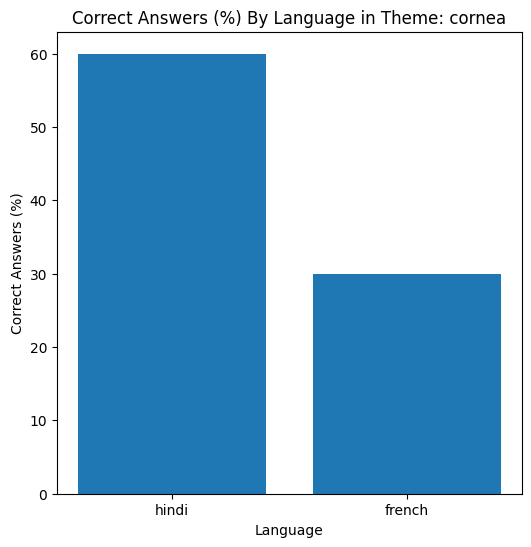 Correct Answers (%) By Language in Theme: cornea
60
50
40
30
20
10
0
Correct Answers (%)
hindi
french
Language